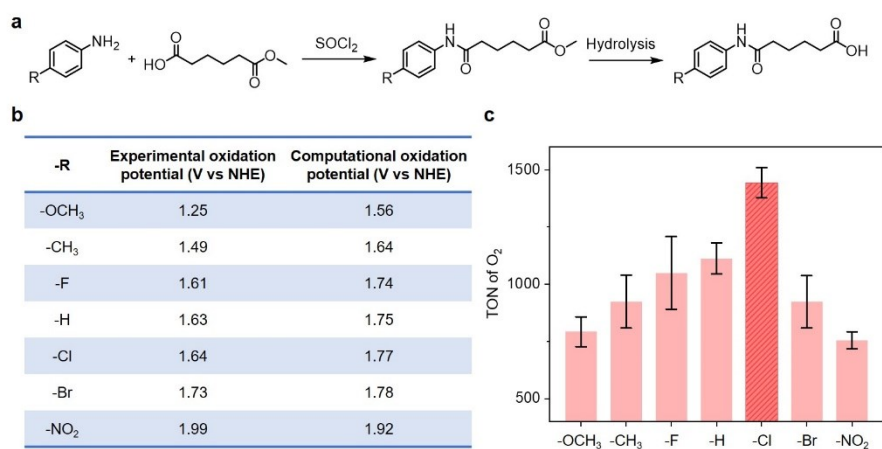 a
NH2
R
+
O
HO
O
O
SOCl2
H
N
O
R
O
O
Hydrolysis
H
N
O
R
O
OH
b
-R
Experimental oxidation potential (V vs NHE)
Computational oxidation potential (V vs NHE)
-OCH3 1.25 1.56
-CH3 1.49 1.64
-F 1.61 1.74
-H 1.63 1.75
-Cl 1.64 1.77
-Br 1.73 1.78
-NO2 1.99 1.92
c
TON of O2
1500
1000
500
-OCH3 -CH3 -F -H -Cl -Br -NO2